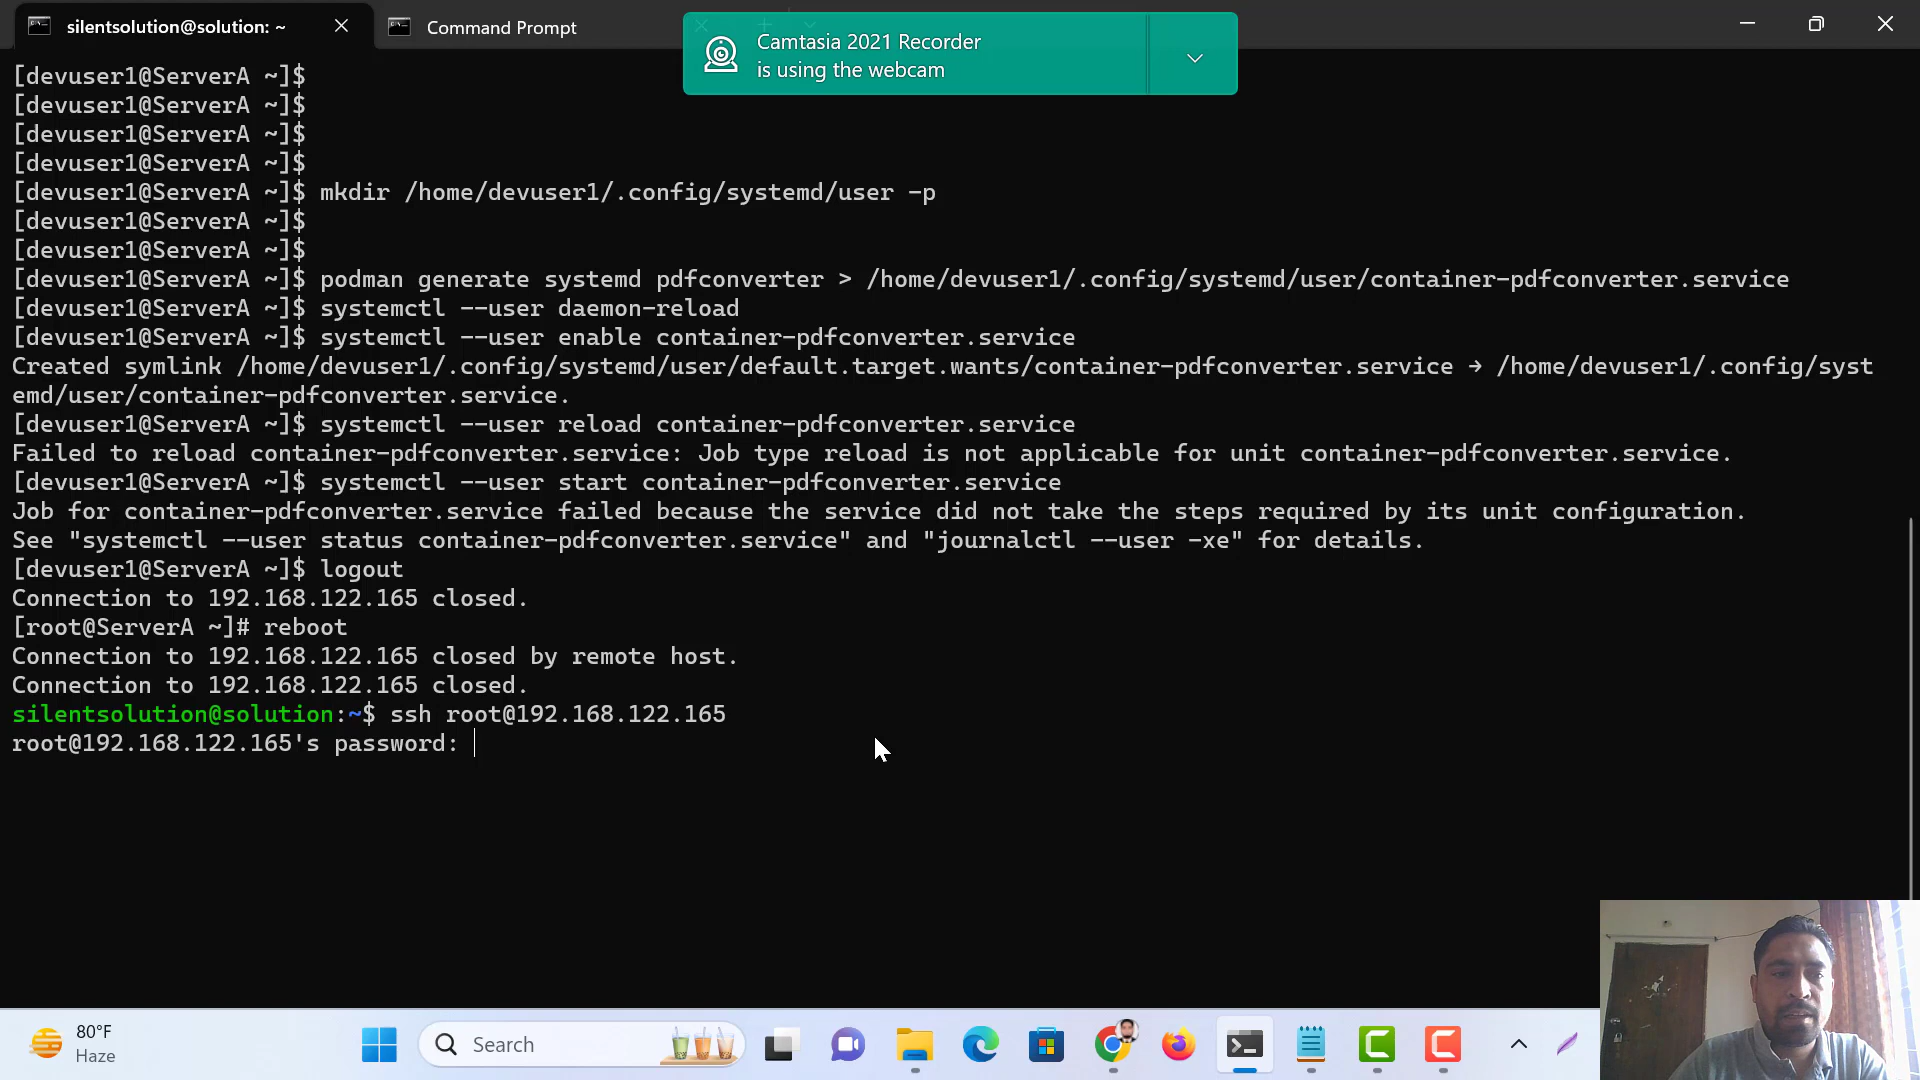 silentsolution@solution: ~
Command Prompt
Camtasia 2021 Recorder
is using the webcam
[devuser1@ServerA ~]$
[devuser1@ServerA ~]$
[devuser1@ServerA ~]$
[devuser1@ServerA ~]$
[devuser1@ServerA ~]$ mkdir /home/devuser1/.config/systemd/user -p
[devuser1@ServerA ~]$
[devuser1@ServerA ~]$
[devuser1@ServerA ~]$ podman generate systemd pdfconverter > /home/devuser1/.config/systemd/user/container-pdfconverter.service
[devuser1@ServerA ~]$ systemctl --user daemon-reload
[devuser1@ServerA ~]$ systemctl --user enable container-pdfconverter.service
Created symlink /home/devuser1/.config/systemd/user/default.target.wants/container-pdfconverter.service → /home/devuser1/.config/syst
emd/user/container-pdfconverter.service.
[devuser1@ServerA ~]$ systemctl --user reload container-pdfconverter.service
Failed to reload container-pdfconverter.service: Job type reload is not applicable for unit container-pdfconverter.service.
[devuser1@ServerA ~]$ systemctl --user start container-pdfconverter.service
Job for container-pdfconverter.service failed because the service did not take the steps required by its unit configuration.
See "systemctl --user status container-pdfconverter.service" and "journalctl --user -xe" for details.
[devuser1@ServerA ~]$ logout
Connection to 192.168.122.165 closed.
[root@ServerA ~]# reboot
Connection to 192.168.122.165 closed by remote host.
Connection to 192.168.122.165 closed.
silentsolution@solution:~$ ssh root@192.168.122.165
root@192.168.122.165's password:
80°F
Haze
Search